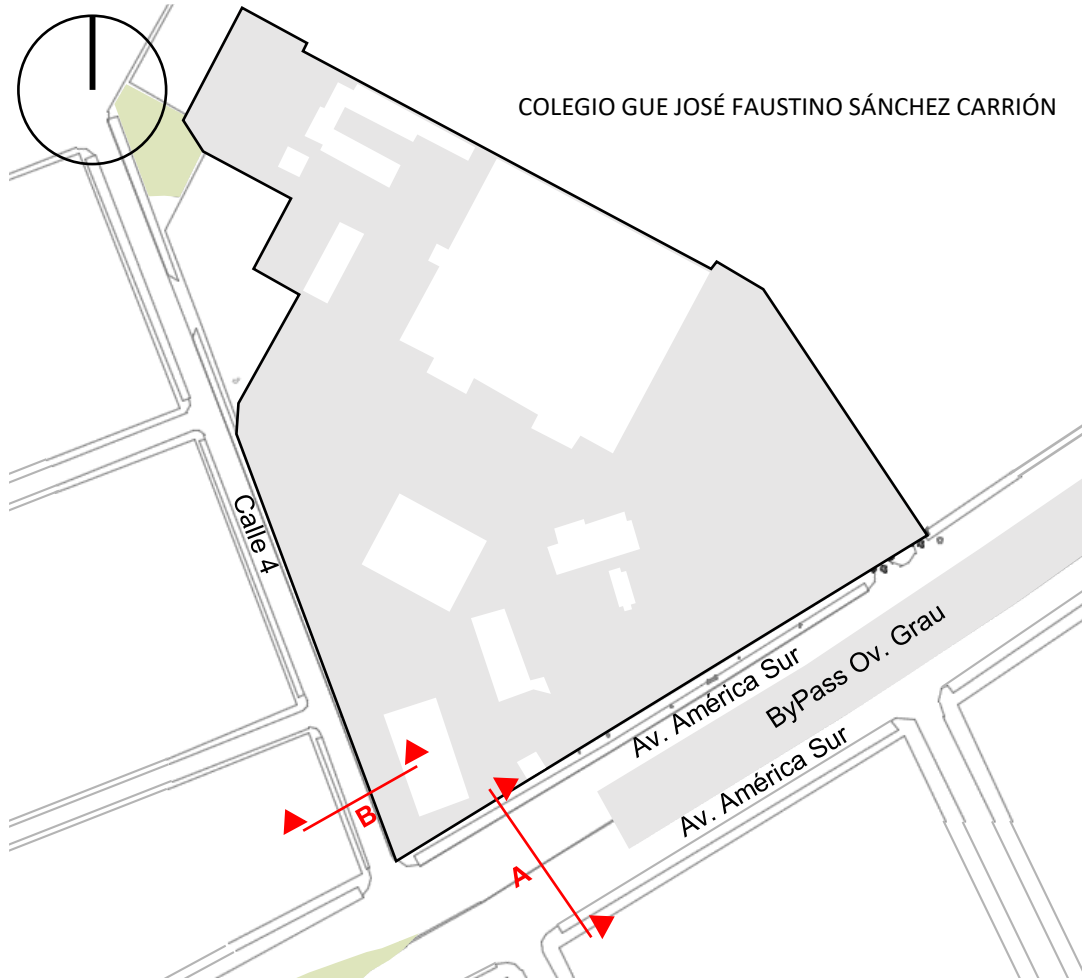 COLEGIO GUE JOSÉ FAUSTINO SÁNCHEZ CARRIÓN
Calle 4
Av. América Sur
ByPass Ov. Grau
Av. América Sur
B
A